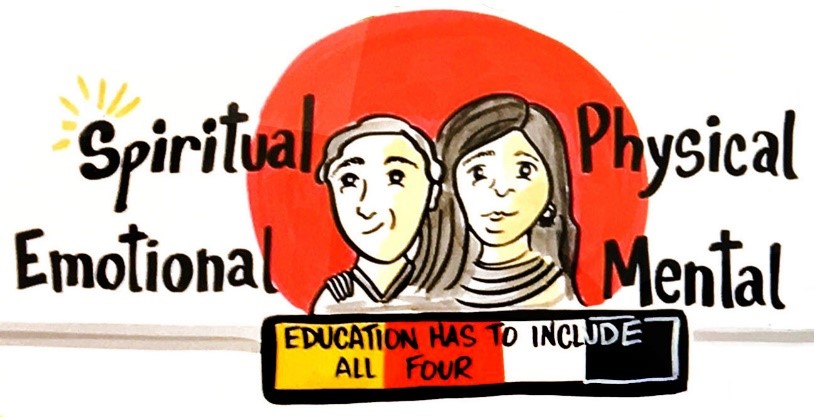 Spiritual
Physical
Emotional
Mental
EDUCATION HAS TO INCLUDE
ALL FOUR